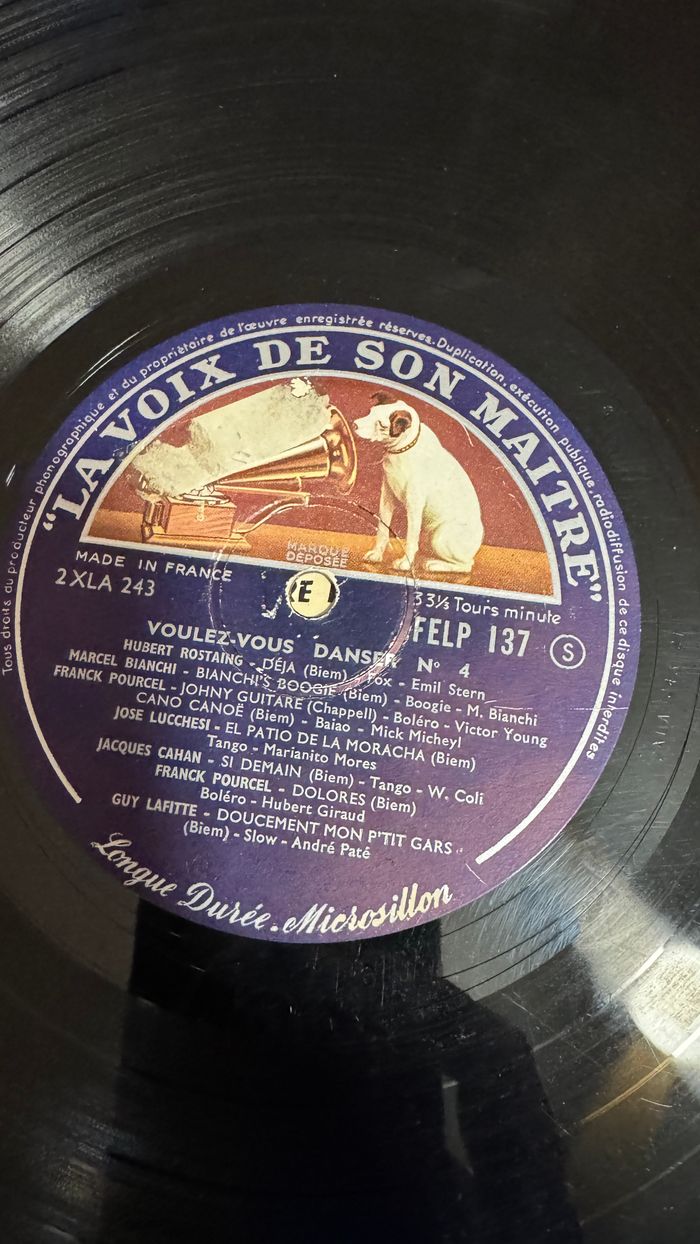 Tous droits du producteur phonographique et du propriétaire de l'œuvre enregistrée réservés. Duplication, exécution publique, radiodiffusion de ce disque interdites
"LA VOIX DE SON MAITRE"
MARQUE
DÉPOSÉE
MADE IN FRANCE
2XLA 243
33⅓ Tours minute
FELP 137 S
VOULEZ-VOUS DANSER N° 4
HUBERT ROSTAING - DÉJA (Biem) - Fox - Emil Stern
MARCEL BIANCHI - BIANCHI'S BOOGIE (Biem) - Boogie - M. Bianchi
FRANCK POURCEL - JOHNY GUITARE (Chappell) - Boléro - Victor Young
CANO CANOË (Biem) - Baiao - Mick Micheyl
JOSE LUCCHESI - EL PATIO DE LA MORACHA (Biem)
Tango - Marianito Mores
JACQUES CAHAN - SI DEMAIN (Biem) - Tango - W. Coli
FRANCK POURCEL - DOLORES (Biem)
Boléro - Hubert Giraud
GUY LAFITTE - DOUCEMENT MON P'TIT GARS
(Biem) - Slow - André Paté
Longue Durée - Microsillon